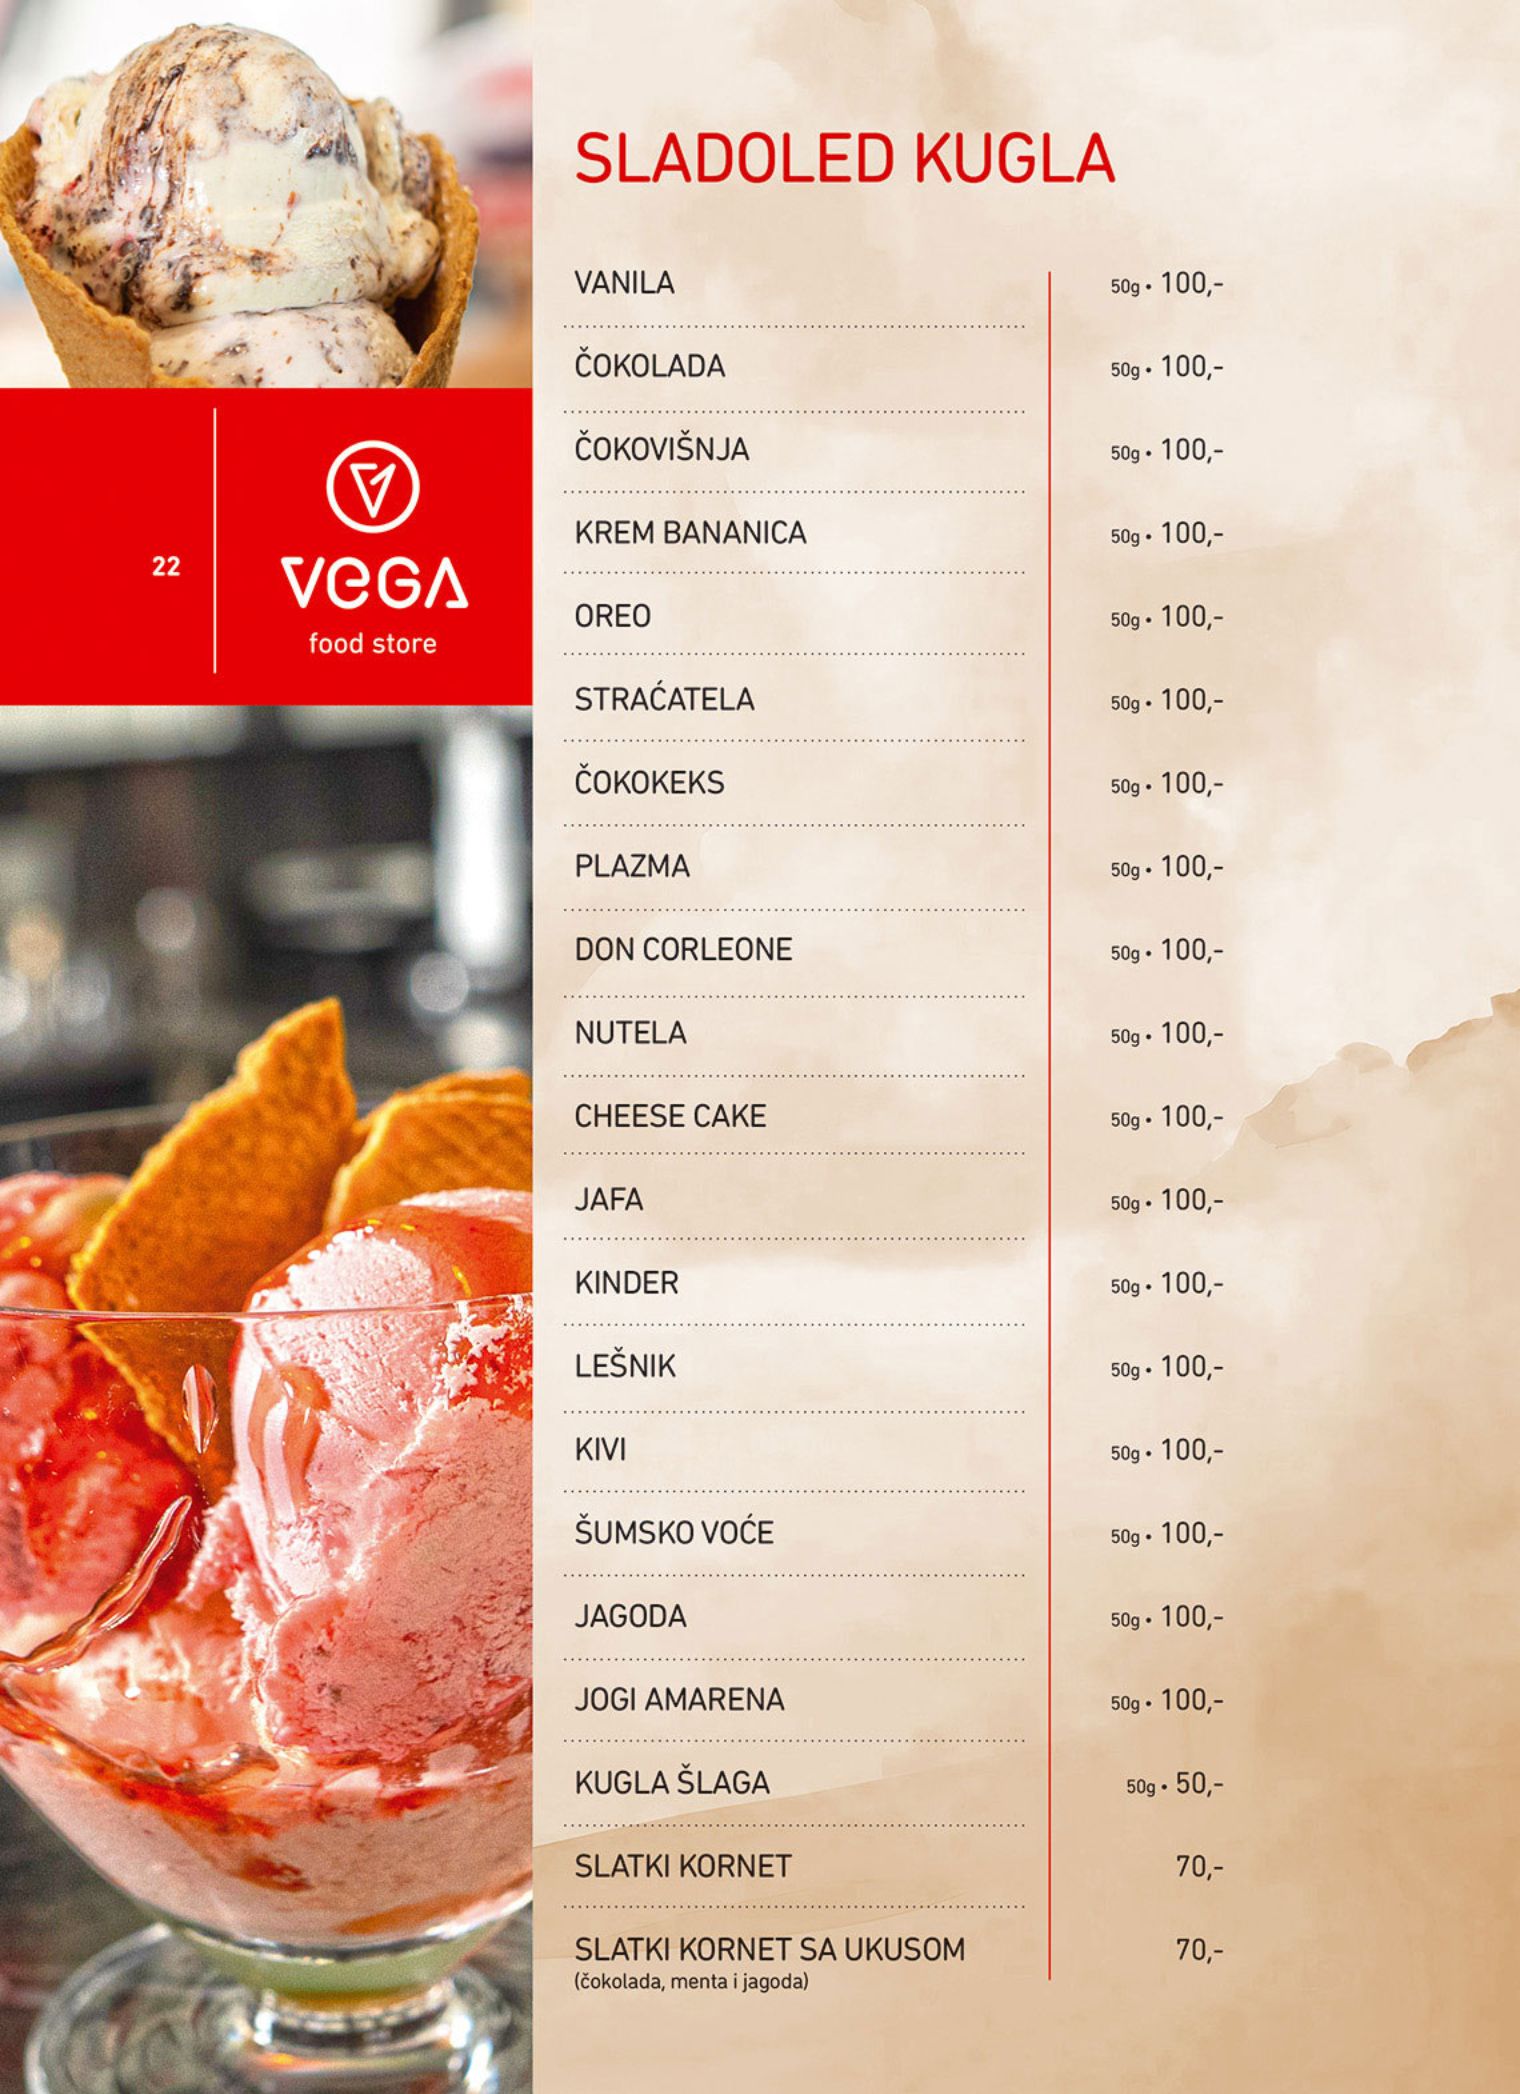 SLADOLED KUGLA
VANILA 50g • 100,-
ČOKOLADA 50g • 100,-
ČOKOVIŠNJA 50g • 100,-
KREM BANANICA 50g • 100,-
OREO 50g • 100,-
STRAĆATELA 50g • 100,-
ČOKOKEKS 50g • 100,-
PLAZMA 50g • 100,-
DON CORLEONE 50g • 100,-
NUTELA 50g • 100,-
CHEESE CAKE 50g • 100,-
JAFA 50g • 100,-
KINDER 50g • 100,-
LEŠNIK 50g • 100,-
KIVI 50g • 100,-
ŠUMSKO VOĆE 50g • 100,-
JAGODA 50g • 100,-
JOGI AMARENA 50g • 100,-
KUGLA ŠLAGA 50g • 50,-
SLATKI KORNET 70,-
SLATKI KORNET SA UKUSOM 70,-
(čokolada, menta i jagoda)
22
VeGA
food store